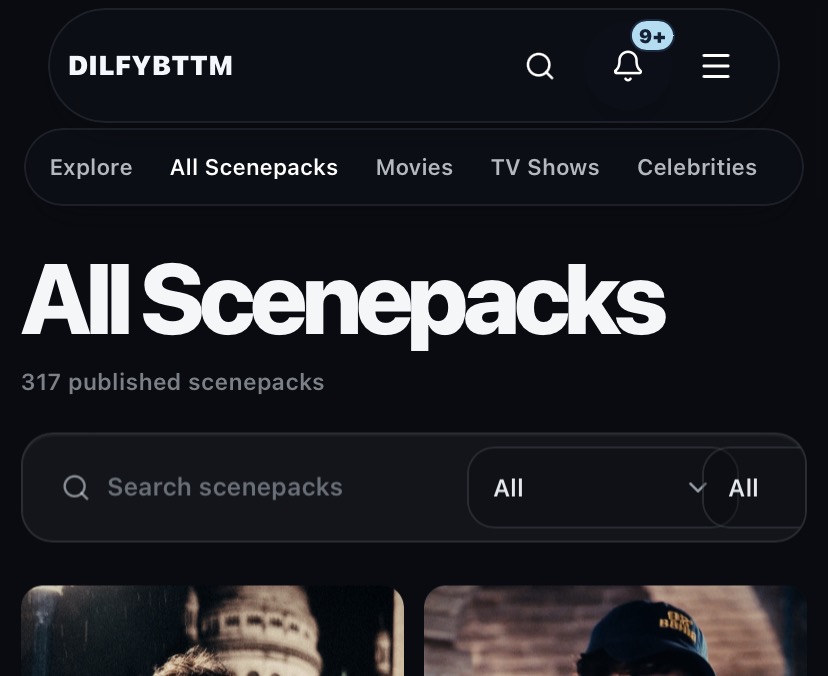 DILFYBTTM
9+
Explore All Scenepacks Movies TV Shows Celebrities
All Scenepacks
317 published scenepacks
Search scenepacks All All